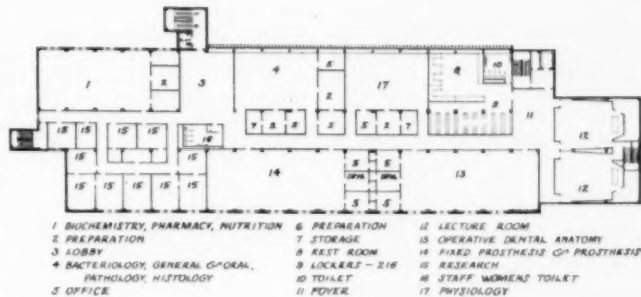 1 BIOCHEMISTRY, PHARMACY, NUTRITION
2 PREPARATION
3 LOBBY
4 BACTERIOLOGY, GENERAL & ORAL,
PATHOLOGY, HISTOLOGY
5 OFFICE
6 PREPARATION
7 STORAGE
8 REST ROOM
9 LOCKERS - 216
10 TOILET
11 FOYER
12 LECTURE ROOM
13 OPERATIVE DENTAL ANATOMY
14 FIXED PROSTHESIS & PROSTHESIS
15 RESEARCH
16 STAFF WOMENS TOILET
17 PHYSIOLOGY